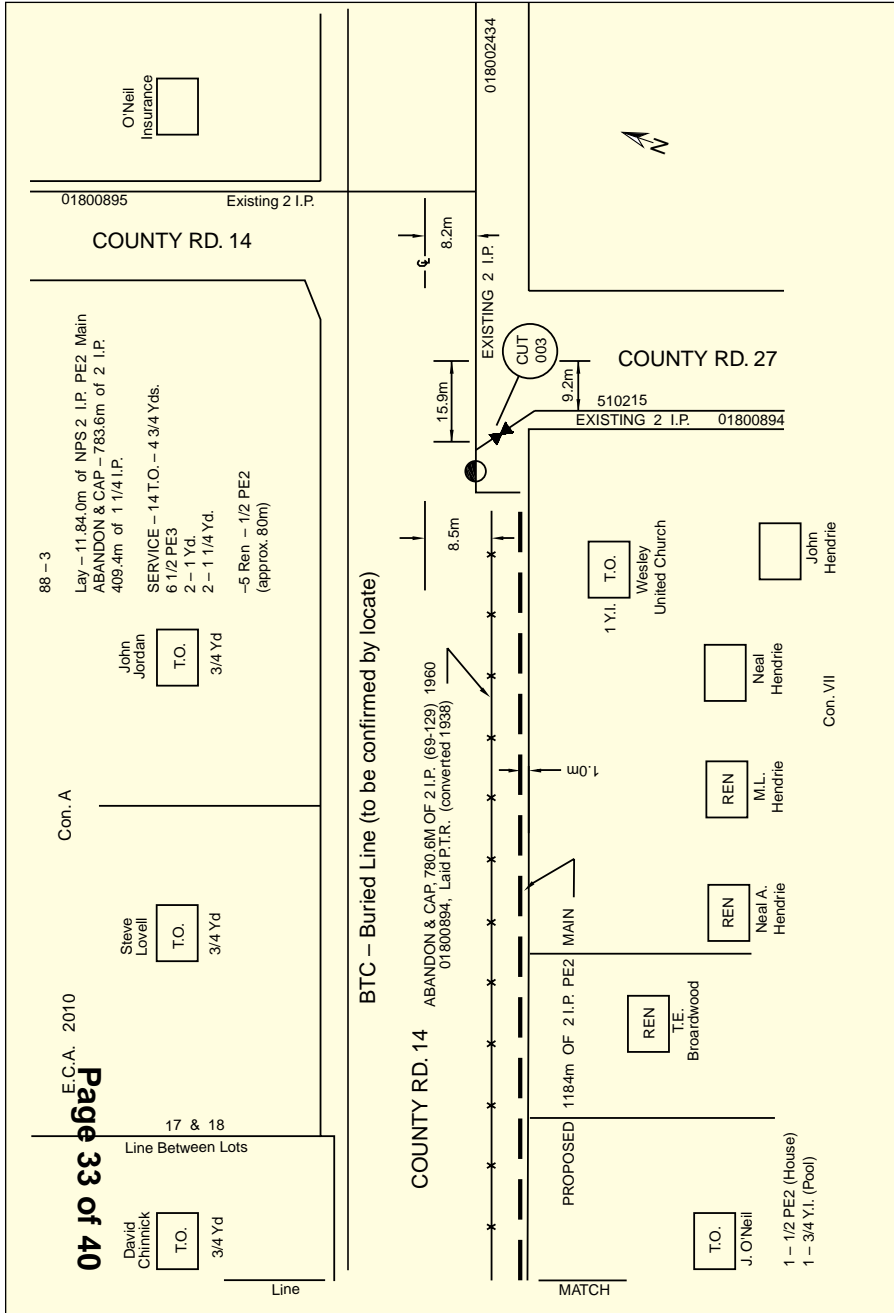 O'Neil
Insurance
01800895
Existing 2 I.P.
COUNTY RD. 14
018002434
88 – 3
Lay – 11.84.0m of NPS 2 I.P. PE2 Main
ABANDON & CAP – 783.6m of 2 I.P.
409.4m of 1 1/4 I.P.
SERVICE – 14 T.O. – 4 3/4 Yds.
6 1/2 PE3
2 – 1 Yd.
2 – 1 1/4 Yd.
–5 Ren – 1/2 PE2
(approx. 80m)
℄
8.2m
EXISTING 2 I.P.
N
15.9m
CUT
003
COUNTY RD. 27
9.2m
510215
EXISTING 2 I.P.
01800894
8.5m
John
Jordan
T.O.
3/4 Yd
Con. A
Steve
Lovell
T.O.
3/4 Yd
E.C.A. 2010
Page 33 of 40
17 & 18
Line Between Lots
David
Chinnick
T.O.
3/4 Yd
Line
BTC – Buried Line (to be confirmed by locate)
COUNTY RD. 14
ABANDON & CAP, 780.6M OF 2 I.P. (69-129) 1960
01800894, Laid P.T.R. (converted 1938)
1.0m
PROPOSED 1184m OF 2 I.P. PE2 MAIN
MATCH
1 Y.I.
T.O.
Wesley
United Church
John
Hendrie
Neal
Hendrie
Con. VII
REN
M.L.
Hendrie
REN
Neal A.
Hendrie
REN
T.E.
Broardwood
T.O.
J. O'Neil
1 – 1/2 PE2 (House)
1 – 3/4 Y.I. (Pool)